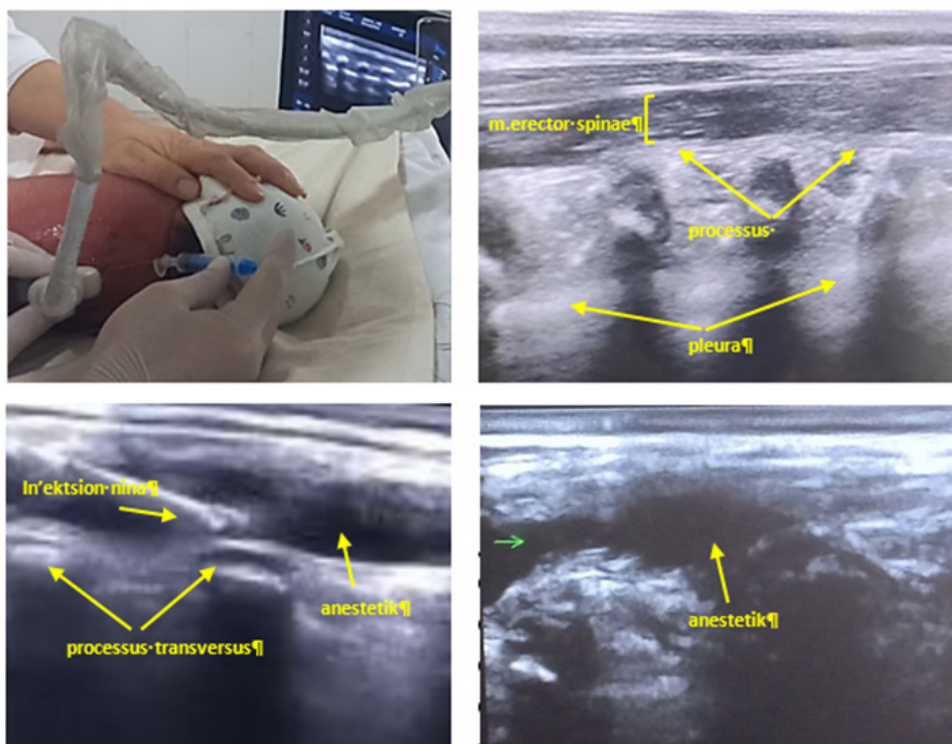 m.erector·spinae¶
processus·
pleura¶
In'ektsion·nina¶
anestetik¶
processus·transversus¶
anestetik¶